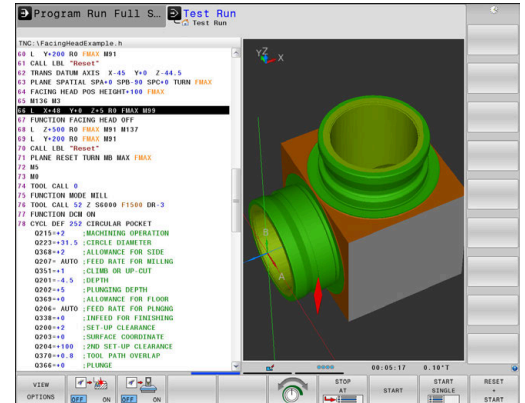 Program Run Full S…
Test Run
Test Run
TNC:\FacingHeadExample.h
60 L Y+200 R0 FMAX M91
61 CALL LBL "Reset"
62 TRANS DATUM AXIS X-45 Y+0 Z-44.5
63 PLANE SPATIAL SPA+0 SPB-90 SPC+0 TURN FMAX
64 FACING HEAD POS HEIGHT+100 FMAX
65 M136 M3
66 L X+48 Y+0 Z+5 R0 FMAX M99
67 FUNCTION FACING HEAD OFF
68 L Z+500 R0 FMAX M91 M137
69 L Y+200 R0 FMAX M91
70 CALL LBL "Reset"
71 PLANE RESET TURN MB MAX FMAX
72 M5
73 M0
74 TOOL CALL 0
75 FUNCTION MODE MILL
76 TOOL CALL 52 Z S6000 F1500 DR-3
77 FUNCTION DCM ON
78 CYCL DEF 252 CIRCULAR POCKET
Q215=+2 ;MACHINING OPERATION
Q223=+31.5 ;CIRCLE DIAMETER
Q368=+2 ;ALLOWANCE FOR SIDE
Q207= AUTO ;FEED RATE FOR MILLNG
Q351=+1 ;CLIMB OR UP-CUT
Q201=-4.5 ;DEPTH
Q202=+5 ;PLUNGING DEPTH
Q369=+0 ;ALLOWANCE FOR FLOOR
Q206= AUTO ;FEED RATE FOR PLNGNG
Q338=+0 ;INFEED FOR FINISHING
Q200=+2 ;SET-UP CLEARANCE
Q203=+0 ;SURFACE COORDINATE
Q204=+100 ;2ND SET-UP CLEARANCE
Q370=+0.8 ;TOOL PATH OVERLAP
Q366=+0 ;PLUNGE
Y Z X
B
A
00:05:17 0.10*T
VIEW OPTIONS
OFF ON
OFF ON
STOP AT
START
START SINGLE
RESET + START